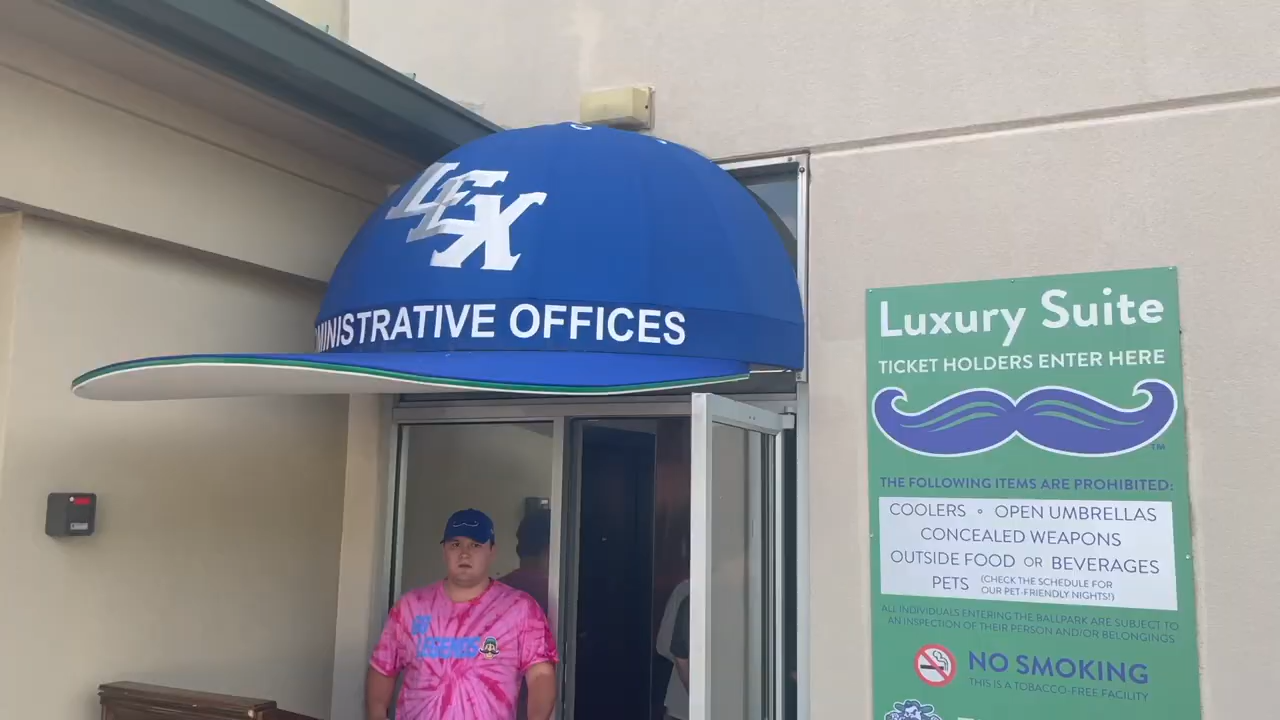 LEX
MINISTRATIVE OFFICES
Luxury Suite
TICKET HOLDERS ENTER HERE
TM
THE FOLLOWING ITEMS ARE PROHIBITED:
COOLERS • OPEN UMBRELLAS
CONCEALED WEAPONS
OUTSIDE FOOD OR BEVERAGES
PETS (CHECK THE SCHEDULE FOR
OUR PET-FRIENDLY NIGHTS!)
ALL INDIVIDUALS ENTERING THE BALLPARK ARE SUBJECT TO
AN INSPECTION OF THEIR PERSON AND/OR BELONGINGS
NO SMOKING
THIS IS A TOBACCO-FREE FACILITY
LEGENDS